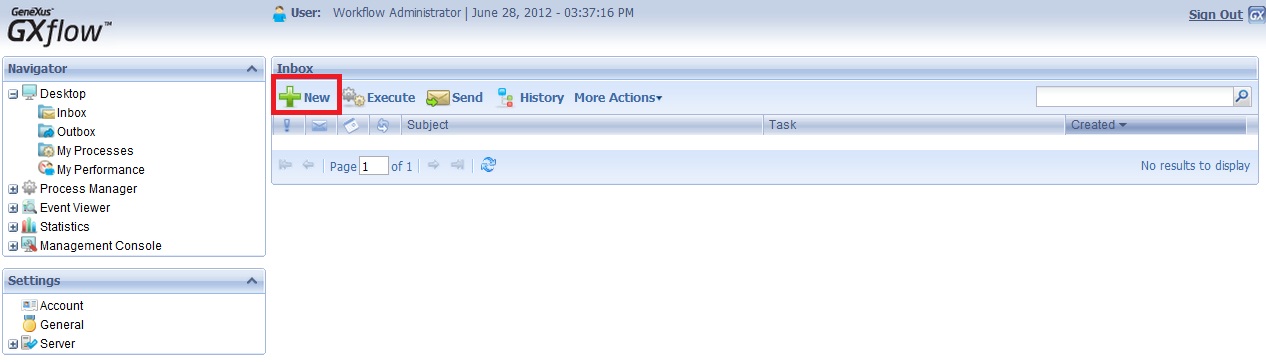 GeneXus™
GXflow™
User: Workflow Administrator | June 28, 2012 - 03:37:16 PM
Sign Out GX
Navigator
Desktop
Inbox
Outbox
My Processes
My Performance
Process Manager
Event Viewer
Statistics
Management Console
Settings
Account
General
Server
Inbox
New Execute Send History More Actions
Subject Task Created
Page 1 of 1 No results to display